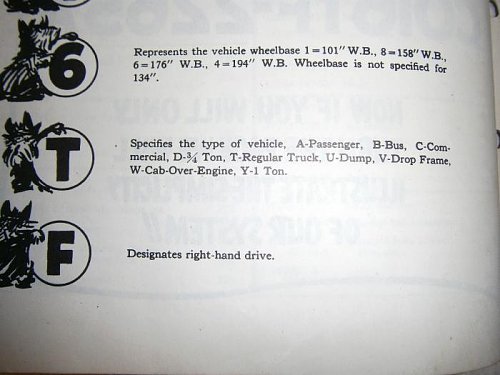 6
Represents the vehicle wheelbase 1=101" W.B., 8=158" W.B.,
6=176" W.B., 4=194" W.B. Wheelbase is not specified for
134".
T
Specifies the type of vehicle, A-Passenger, B-Bus, C-Com-
mercial, D-¾ Ton, T-Regular Truck, U-Dump, V-Drop Frame,
W-Cab-Over-Engine, Y-1 Ton.
F
Designates right-hand drive.